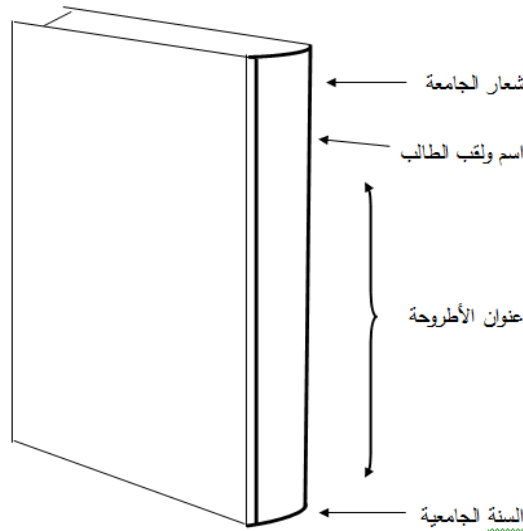 شعار الجامعة
اسم ولقب الطالب
عنوان الأطروحة
السنة الجامعية